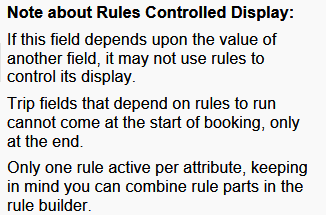 Note about Rules Controlled Display:
If this field depends upon the value of
another field, it may not use rules to
control its display.
Trip fields that depend on rules to run
cannot come at the start of booking, only
at the end.
Only one rule active per attribute, keeping
in mind you can combine rule parts in the
rule builder.